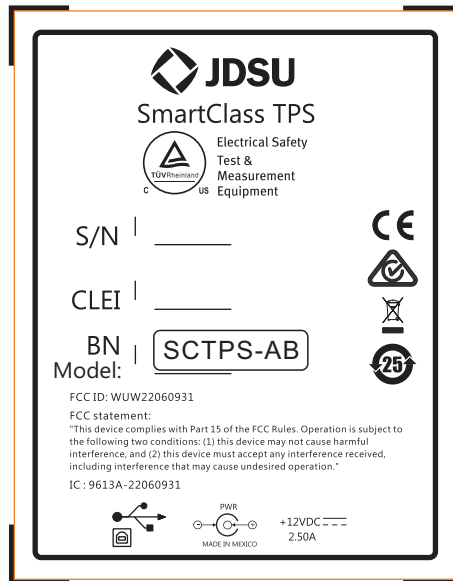 JDSU
SmartClass TPS
Electrical Safety
Test &
Measurement
Equipment
TÜVRheinland
C US
S/N
CLEI
BN
Model:
SCTPS-AB
25
FCC ID: WUW22060931
FCC statement:
"This device complies with Part 15 of the FCC Rules. Operation is subject to
the following two conditions: (1) this device may not cause harmful
interference, and (2) this device must accept any interference received,
including interference that may cause undesired operation."
IC : 9613A-22060931
PWR
+12VDC
2.50A
MADE IN MEXICO